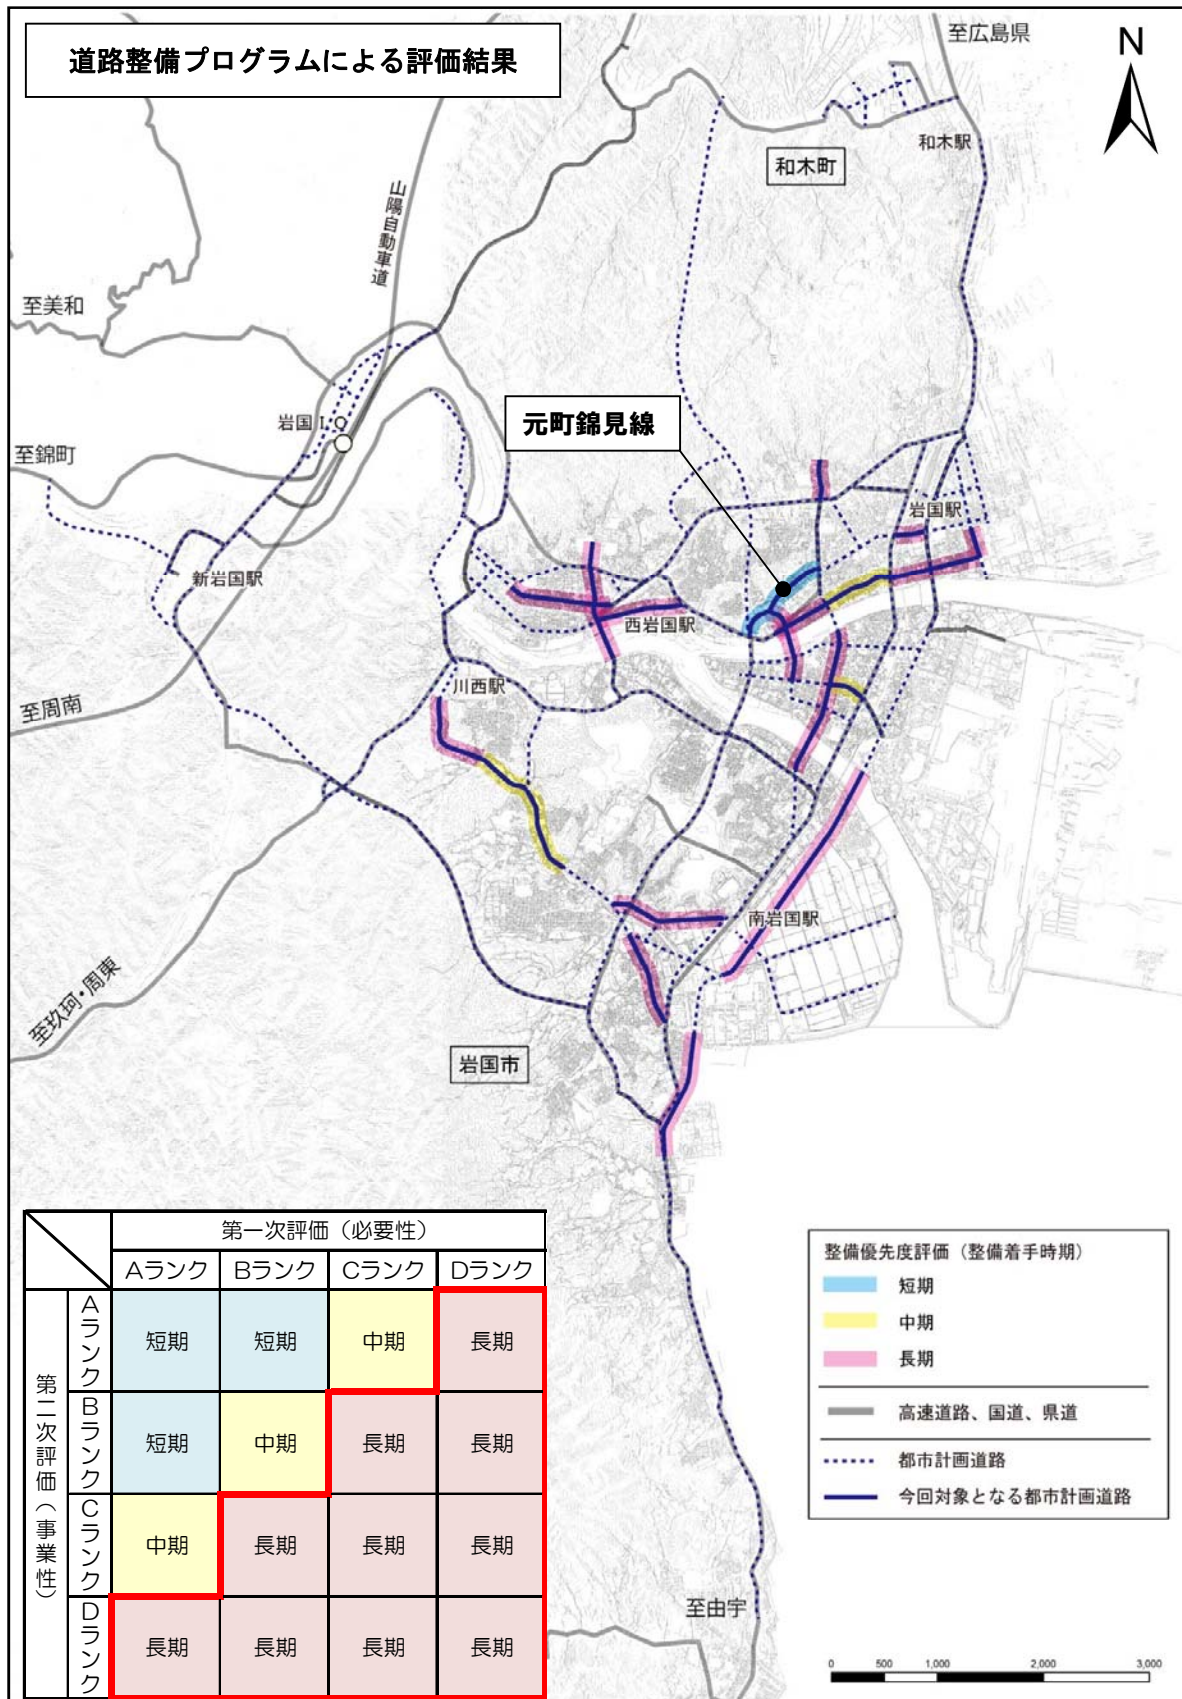 道路整備プログラムによる評価結果
至広島県
N
和木駅
和木町
山陽自動車道
至美和
岩国I.C
元町錦見線
至錦町
岩国駅
新岩国駅
西岩国駅
川西駅
至周南
南岩国駅
至玖珂・周東
岩国市
至由宇
第一次評価（必要性）
Aランク Bランク Cランク Dランク
第二次評価（事業性）
Aランク 短期 短期 中期 長期
Bランク 短期 中期 長期 長期
Cランク 中期 長期 長期 長期
Dランク 長期 長期 長期 長期
整備優先度評価（整備着手時期）
短期
中期
長期
高速道路、国道、県道
都市計画道路
今回対象となる都市計画道路
0 500 1,000 2,000 3,000